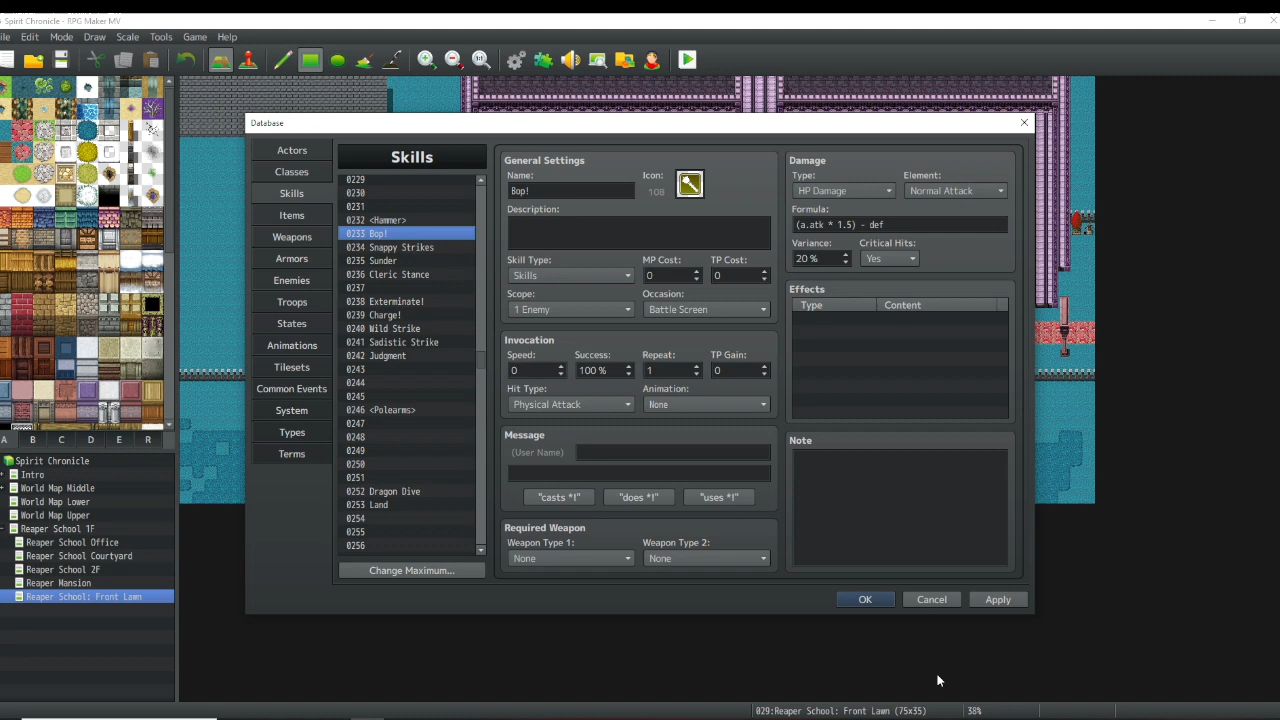 Spirit Chronicle - RPG Maker MV
Edit Mode Draw Scale Tools Game Help
1:1
Database
Actors
Classes
Skills
Items
Weapons
Armors
Enemies
Troops
States
Animations
Tilesets
Common Events
System
Types
Terms
Skills
0229
0230
0231
0232 <Hammer>
0233 Bop!
0234 Snappy Strikes
0235 Sunder
0236 Cleric Stance
0237
0238 Exterminate!
0239 Charge!
0240 Wild Strike
0241 Sadistic Strike
0242 Judgment
0243
0244
0245
0246 <Polearms>
0247
0248
0249
0250
0251
0252 Dragon Dive
0253 Land
0254
0255
0256
Change Maximum...
General Settings
Name: Icon:
Bop! 108
Description:
Skill Type: MP Cost: TP Cost:
Skills 0 0
Scope: Occasion:
1 Enemy Battle Screen
Invocation
Speed: Success: Repeat: TP Gain:
0 100 % 1 0
Hit Type: Animation:
Physical Attack None
Message
(User Name)
"casts *!" "does *!" "uses *!"
Required Weapon
Weapon Type 1: Weapon Type 2:
None None
Damage
Type: Element:
HP Damage Normal Attack
Formula:
(a.atk * 1.5) - def
Variance: Critical Hits:
20 % Yes
Effects
Type Content
Note
OK Cancel Apply
A B C D E R
Spirit Chronicle
Intro
World Map Middle
World Map Lower
World Map Upper
Reaper School 1F
Reaper School Office
Reaper School Courtyard
Reaper School 2F
Reaper Mansion
Reaper School: Front Lawn
029:Reaper School: Front Lawn (75x35) 38%